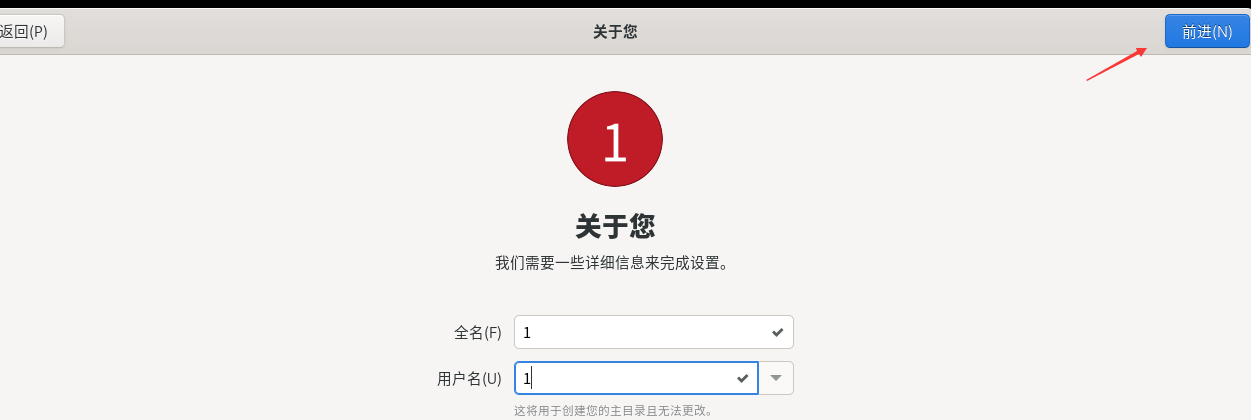 返回(P)
关于您
前进(N)
1
关于您
我们需要一些详细信息来完成设置。
全名(F)
1
用户名(U)
1
这将用于创建您的主目录且无法更改。